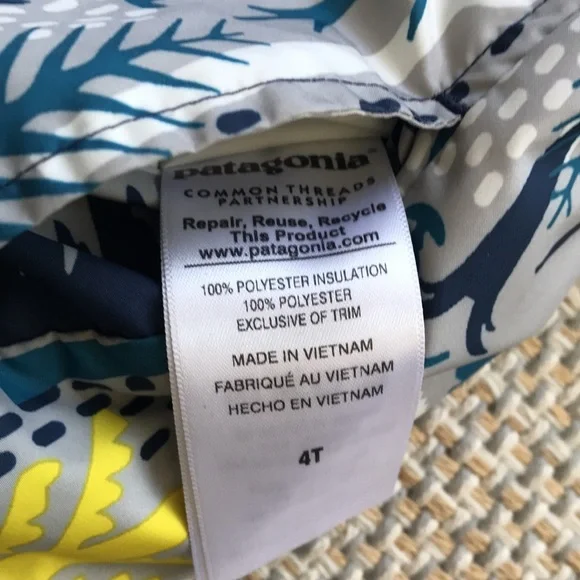 patagonia
COMMON THREADS
PARTNERSHIP
Repair, Reuse, Recycle
This Product
www.patagonia.com
100% POLYESTER INSULATION
100% POLYESTER
EXCLUSIVE OF TRIM
MADE IN VIETNAM
FABRIQUÉ AU VIETNAM
HECHO EN VIETNAM
4T